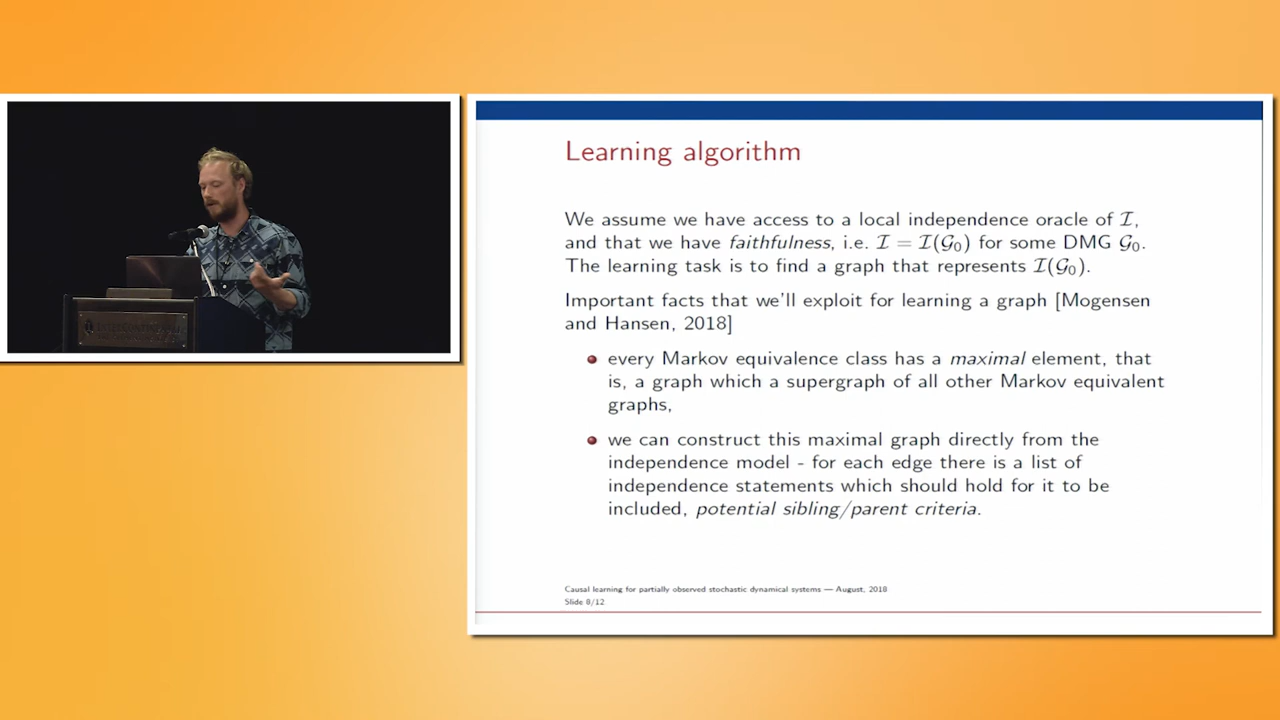 Learning algorithm
We assume we have access to a local independence oracle of ℐ,
and that we have faithfulness, i.e. ℐ = ℐ(𝒢₀) for some DMG 𝒢₀.
The learning task is to find a graph that represents ℐ(𝒢₀).
Important facts that we'll exploit for learning a graph [Mogensen
and Hansen, 2018]
every Markov equivalence class has a maximal element, that
is, a graph which a supergraph of all other Markov equivalent
graphs,
we can construct this maximal graph directly from the
independence model - for each edge there is a list of
independence statements which should hold for it to be
included, potential sibling/parent criteria.
Causal learning for partially observed stochastic dynamical systems — August, 2018
Slide 8/12